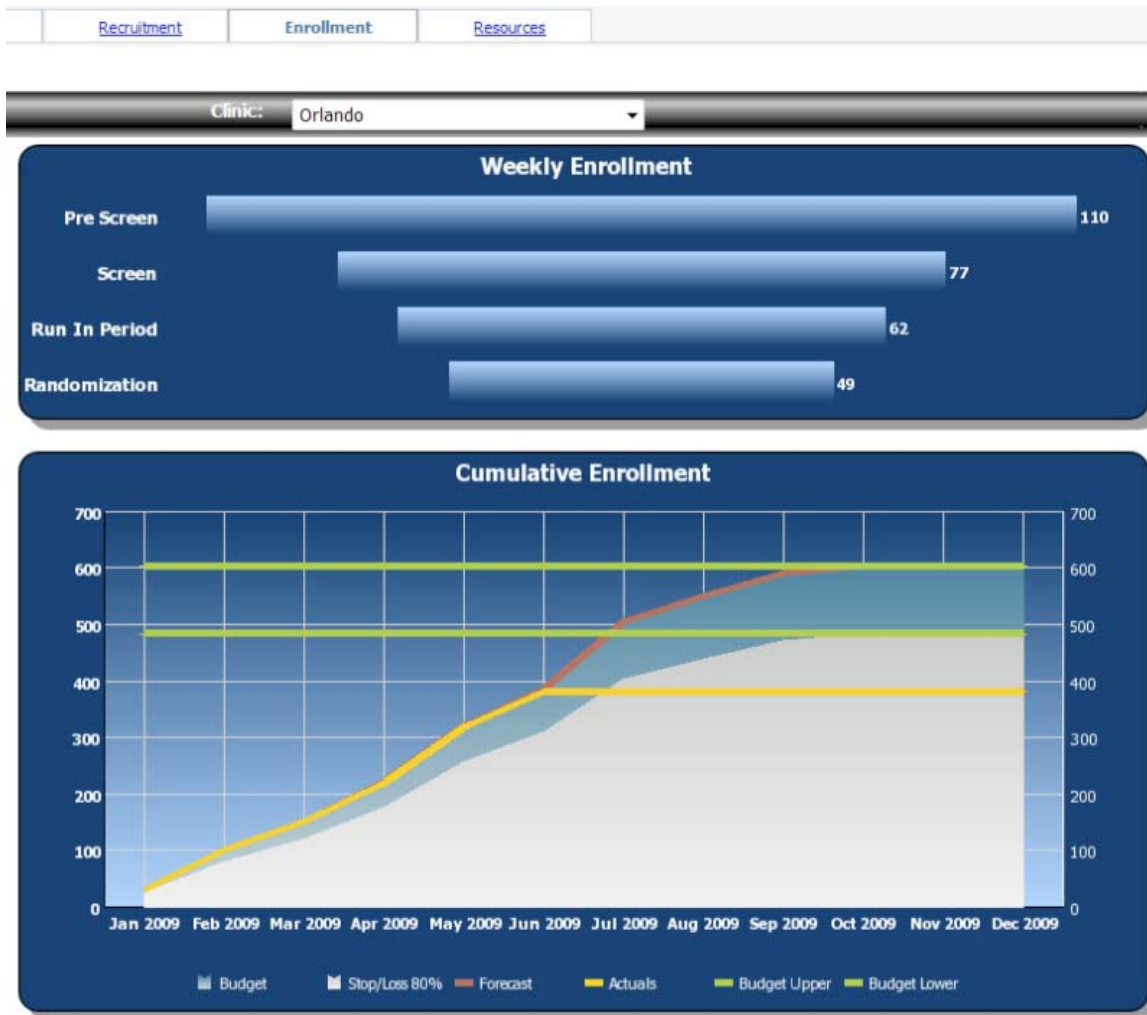 Recruitment Enrollment Resources
Clinic: Orlando
Weekly Enrollment
Pre Screen 110
Screen 77
Run In Period 62
Randomization 49
Cumulative Enrollment
700 700
600 600
500 500
400 400
300 300
200 200
100 100
0 0
Jan 2009 Feb 2009 Mar 2009 Apr 2009 May 2009 Jun 2009 Jul 2009 Aug 2009 Sep 2009 Oct 2009 Nov 2009 Dec 2009
Budget Stop/Loss 80% Forecast Actuals Budget Upper Budget Lower